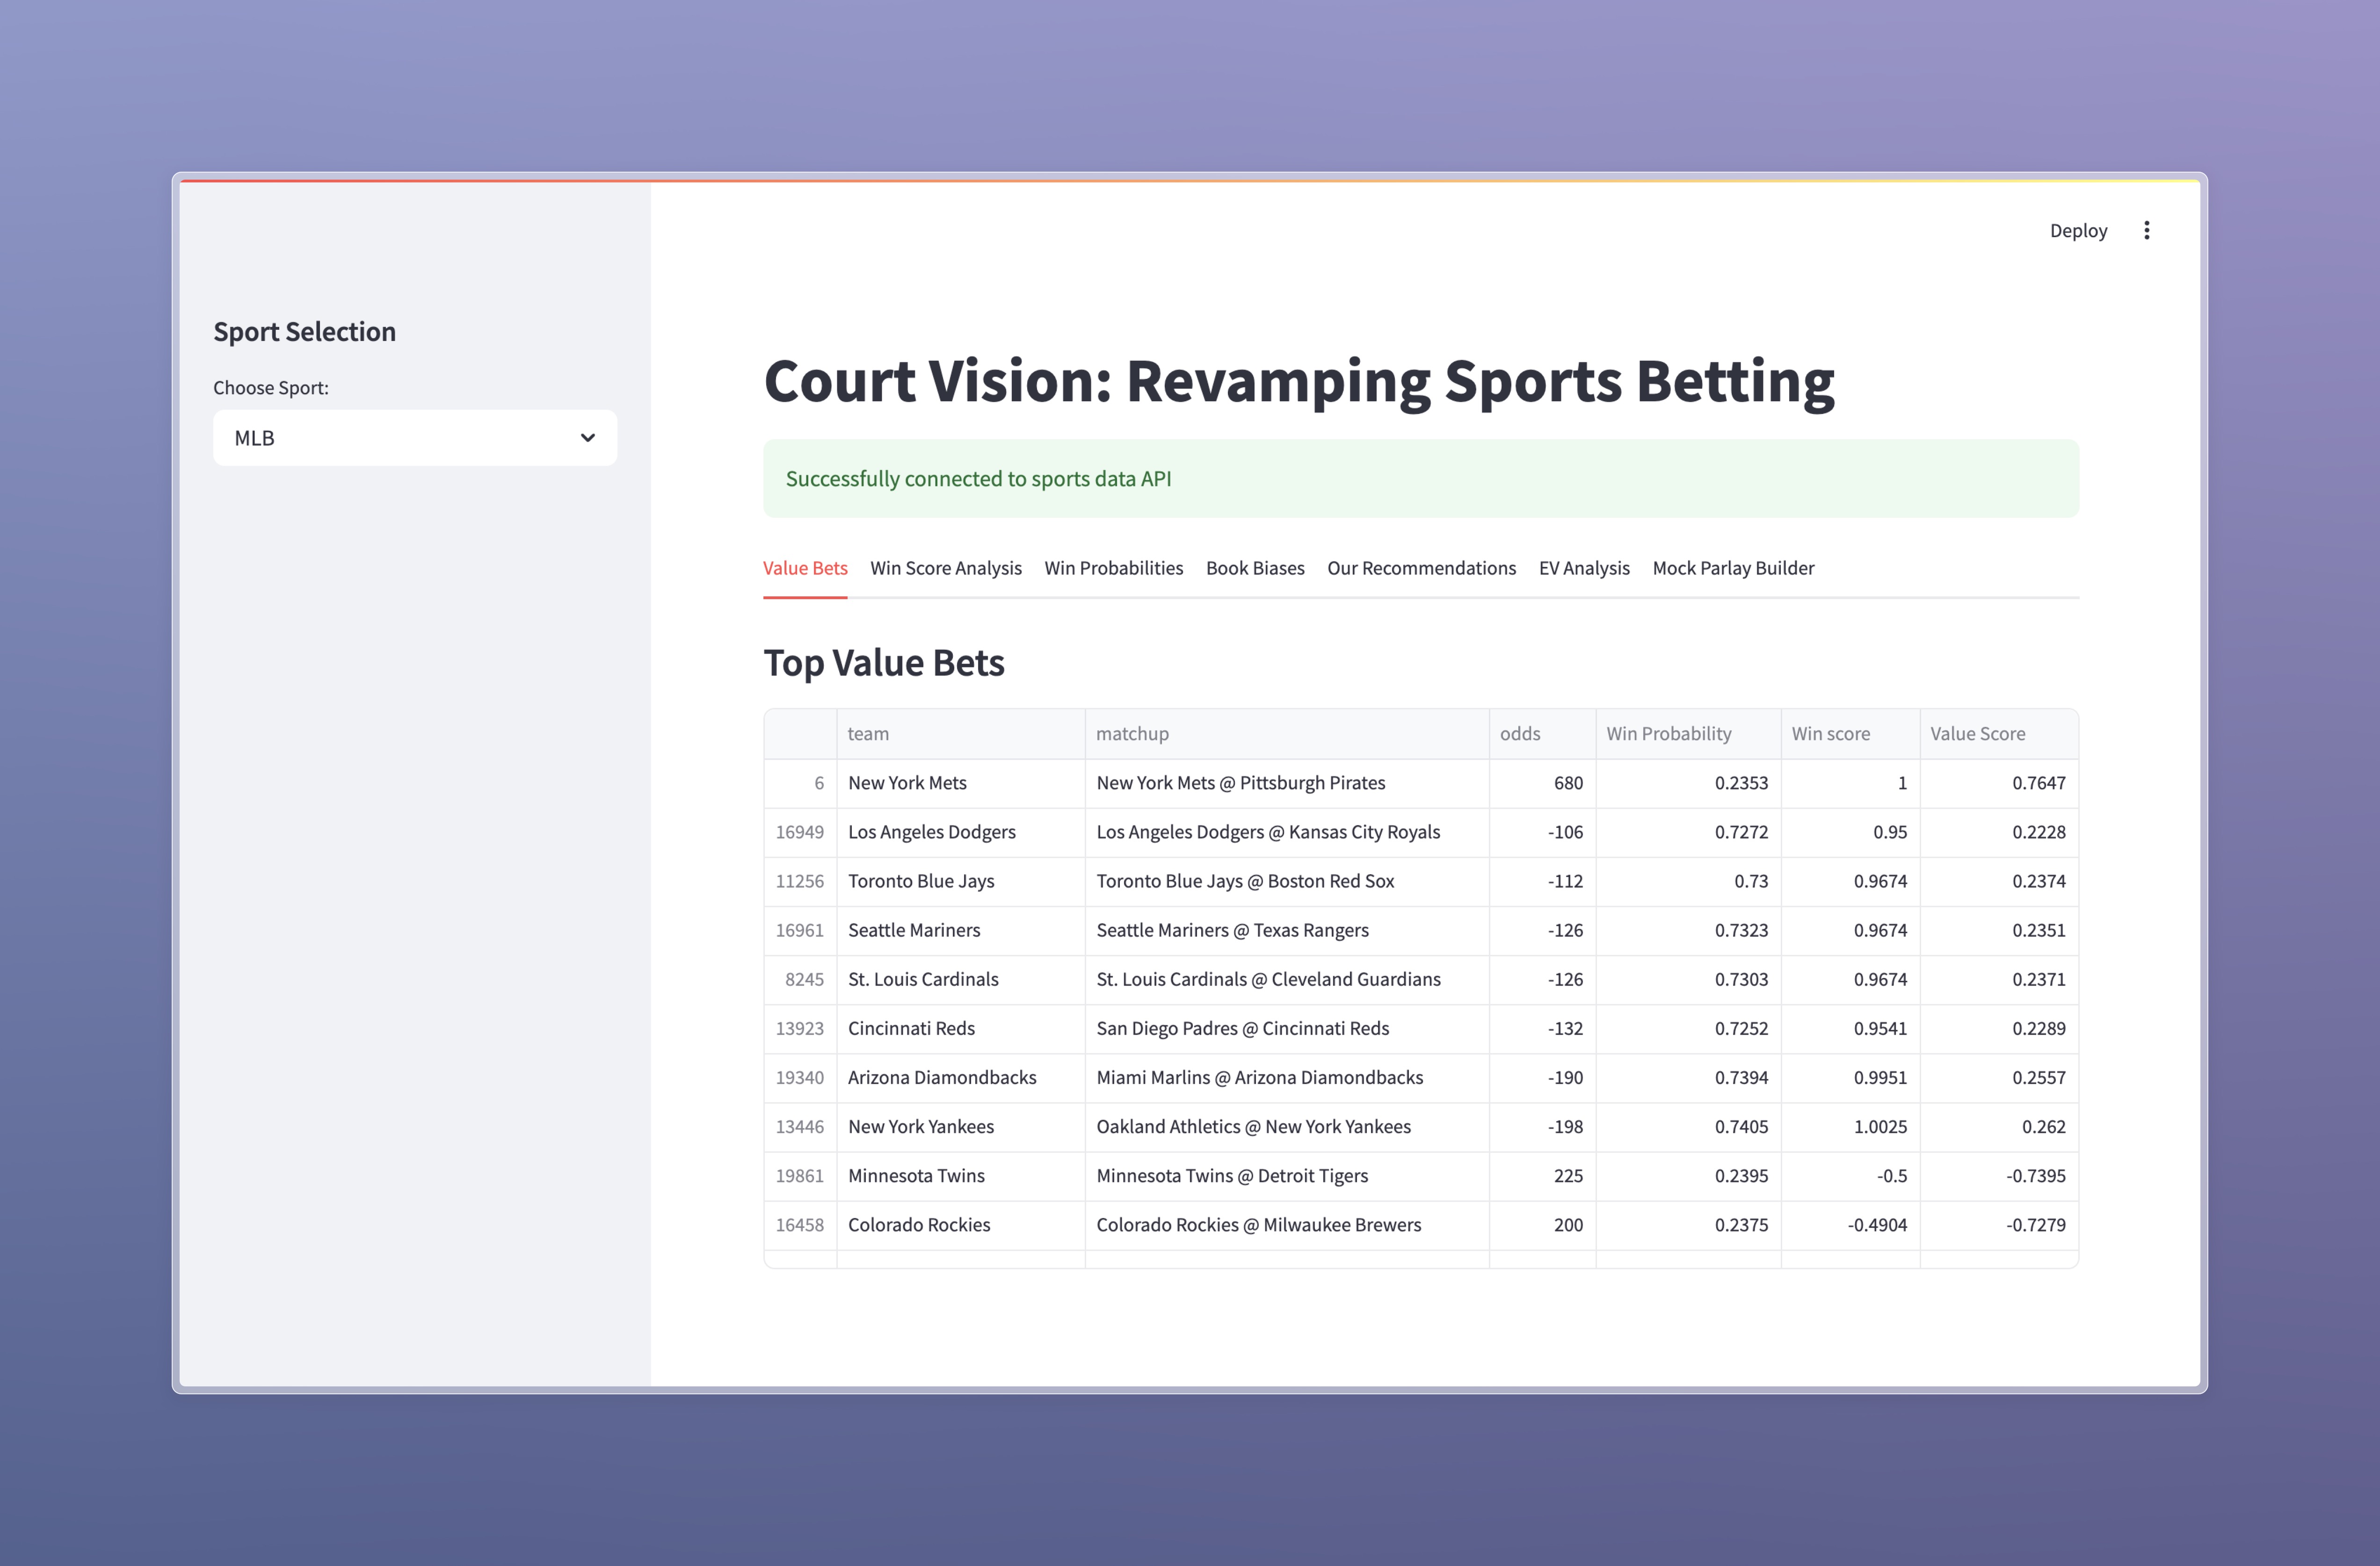 Deploy
Sport Selection
Choose Sport:
MLB
Court Vision: Revamping Sports Betting
Successfully connected to sports data API
Value Bets Win Score Analysis Win Probabilities Book Biases Our Recommendations EV Analysis Mock Parlay Builder
Top Value Bets
team matchup odds Win Probability Win score Value Score
6 New York Mets New York Mets @ Pittsburgh Pirates 680 0.2353 1 0.7647
16949 Los Angeles Dodgers Los Angeles Dodgers @ Kansas City Royals -106 0.7272 0.95 0.2228
11256 Toronto Blue Jays Toronto Blue Jays @ Boston Red Sox -112 0.73 0.9674 0.2374
16961 Seattle Mariners Seattle Mariners @ Texas Rangers -126 0.7323 0.9674 0.2351
8245 St. Louis Cardinals St. Louis Cardinals @ Cleveland Guardians -126 0.7303 0.9674 0.2371
13923 Cincinnati Reds San Diego Padres @ Cincinnati Reds -132 0.7252 0.9541 0.2289
19340 Arizona Diamondbacks Miami Marlins @ Arizona Diamondbacks -190 0.7394 0.9951 0.2557
13446 New York Yankees Oakland Athletics @ New York Yankees -198 0.7405 1.0025 0.262
19861 Minnesota Twins Minnesota Twins @ Detroit Tigers 225 0.2395 -0.5 -0.7395
16458 Colorado Rockies Colorado Rockies @ Milwaukee Brewers 200 0.2375 -0.4904 -0.7279